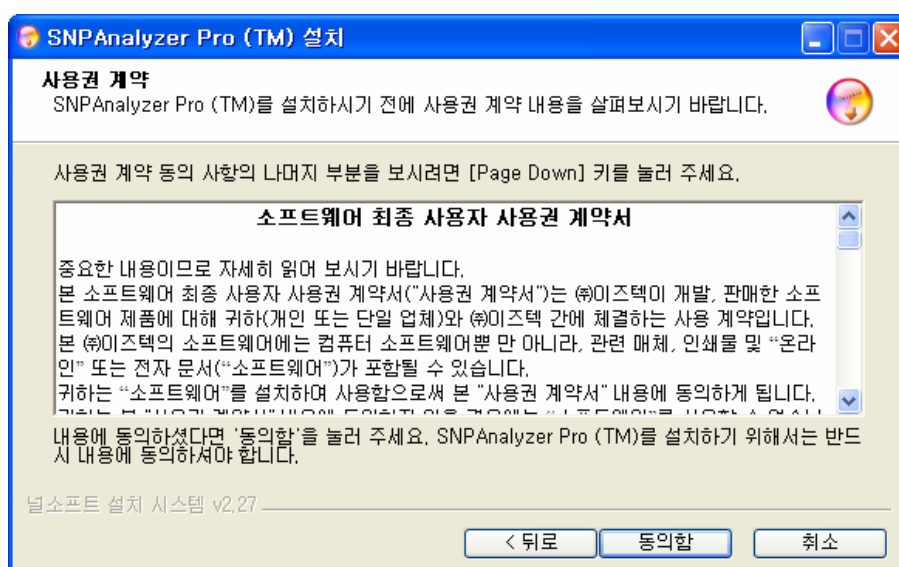 SNPAnalyzer Pro (TM) 설치
사용권 계약
SNPAnalyzer Pro (TM)를 설치하시기 전에 사용권 계약 내용을 살펴보시기 바랍니다.
사용권 계약 동의 사항의 나머지 부분을 보시려면 [Page Down] 키를 눌러 주세요.
소프트웨어 최종 사용자 사용권 계약서
중요한 내용이므로 자세히 읽어 보시기 바랍니다.
본 소프트웨어 최종 사용자 사용권 계약서("사용권 계약서")는 ㈜이즈텍이 개발, 판매한 소프
트웨어 제품에 대해 귀하(개인 또는 단일 업체)와 ㈜이즈텍 간에 체결하는 사용 계약입니다.
본 ㈜이즈텍의 소프트웨어에는 컴퓨터 소프트웨어뿐 만 아니라, 관련 매체, 인쇄물 및 “온라
인” 또는 전자 문서(“소프트웨어”)가 포함될 수 있습니다.
귀하는 “소프트웨어”를 설치하여 사용함으로써 본 "사용권 계약서" 내용에 동의하게 됩니다.
내용에 동의하셨다면 '동의함'을 눌러 주세요. SNPAnalyzer Pro (TM)를 설치하기 위해서는 반드
시 내용에 동의하셔야 합니다.
널소프트 설치 시스템 v2.27
< 뒤로
동의함
취소